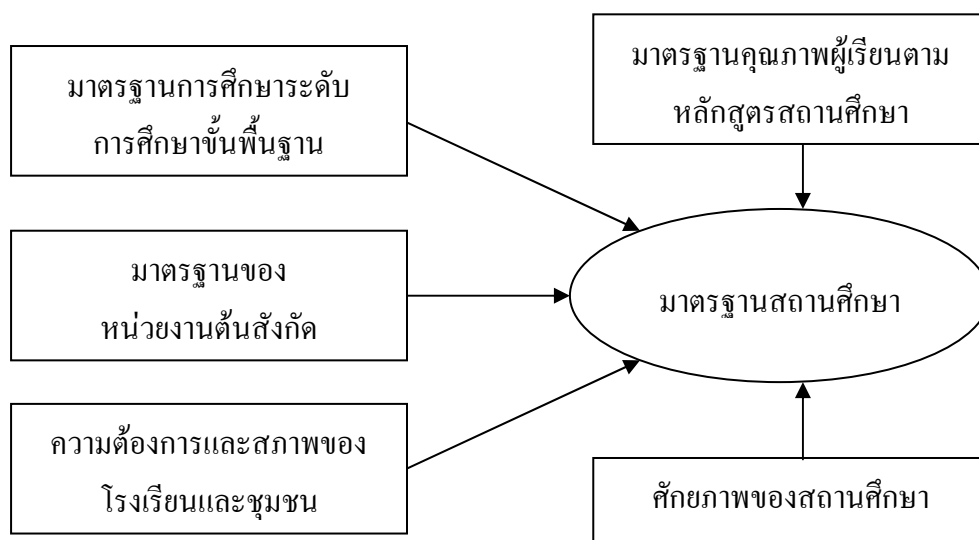 มาตรฐานการศึกษาระดับ
การศึกษาขั้นพื้นฐาน
มาตรฐานคุณภาพผู้เรียนตาม
หลักสูตรสถานศึกษา
มาตรฐานของ
หน่วยงานต้นสังกัด
มาตรฐานสถานศึกษา
ความต้องการและสภาพของ
โรงเรียนและชุมชน
ศักยภาพของสถานศึกษา